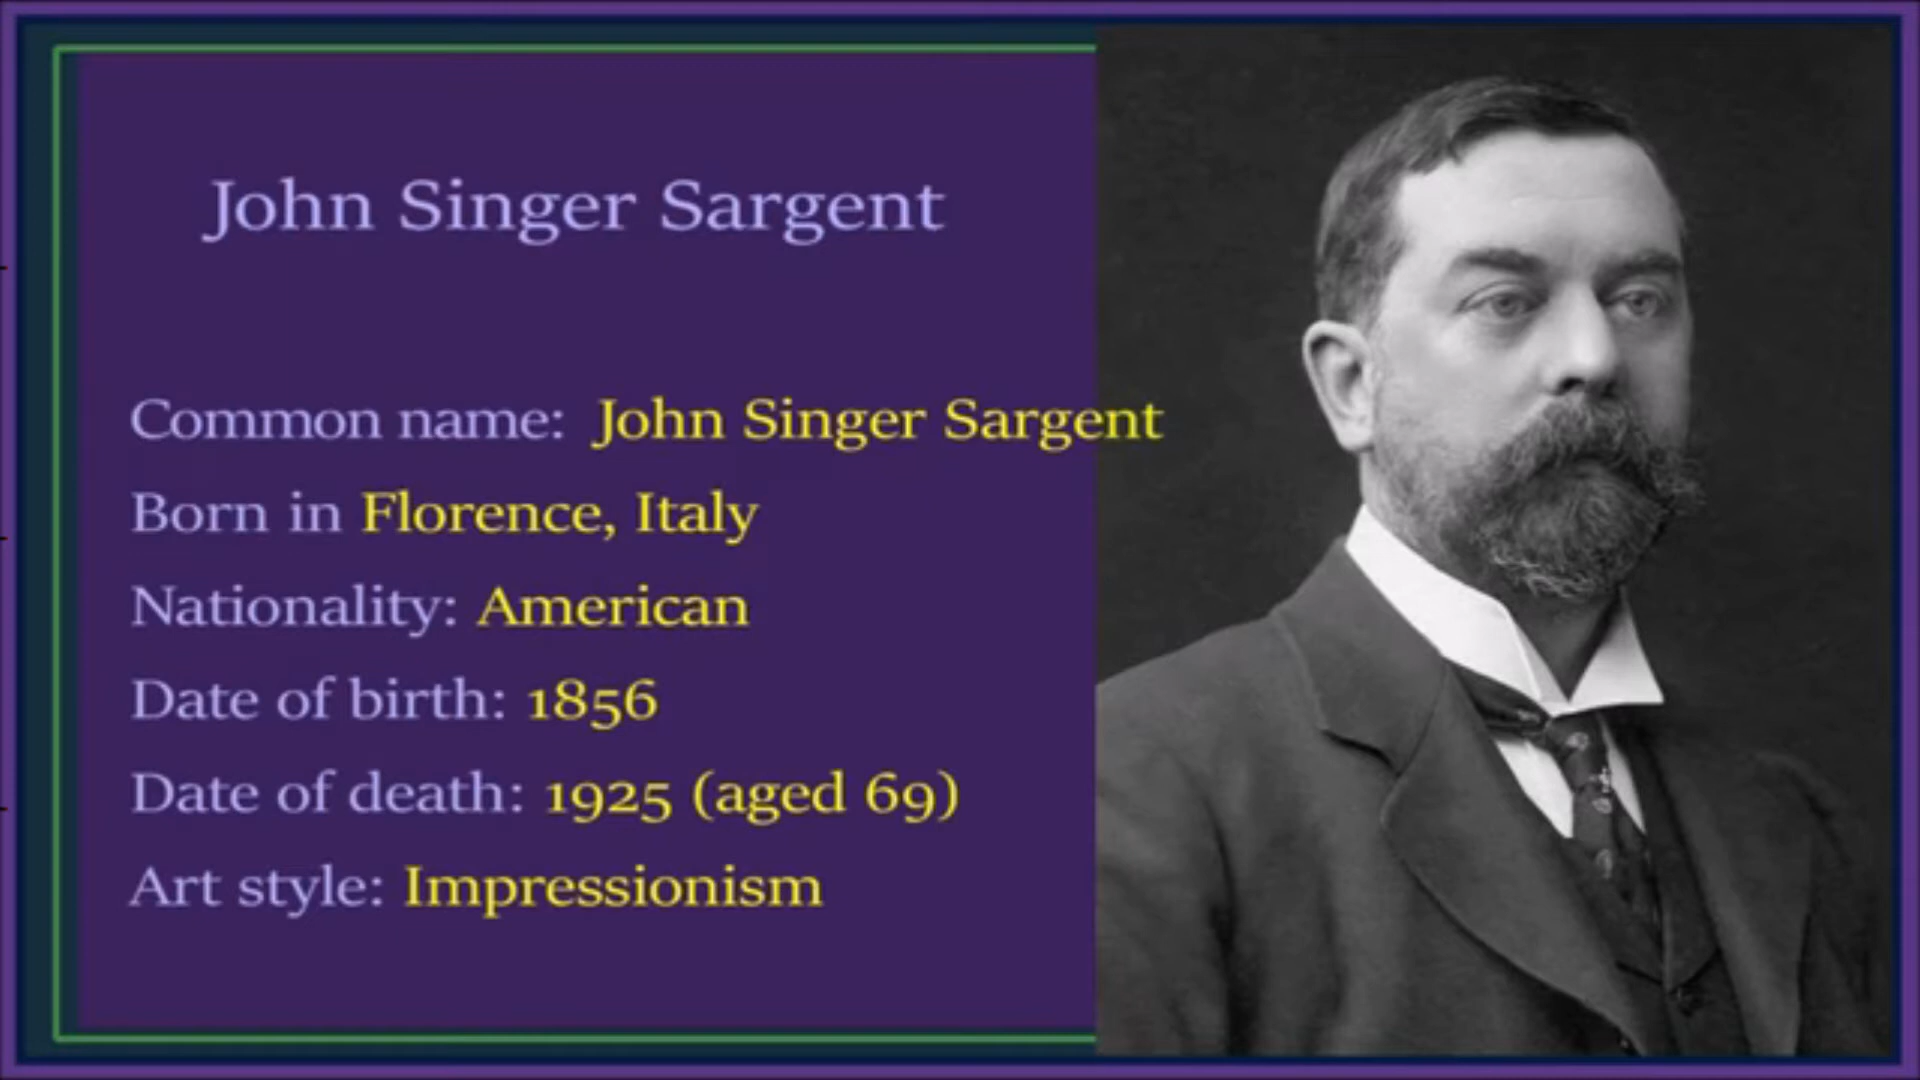 John Singer Sargent
Common name: John Singer Sargent
Born in Florence, Italy
Nationality: American
Date of birth: 1856
Date of death: 1925 (aged 69)
Art style: Impressionism